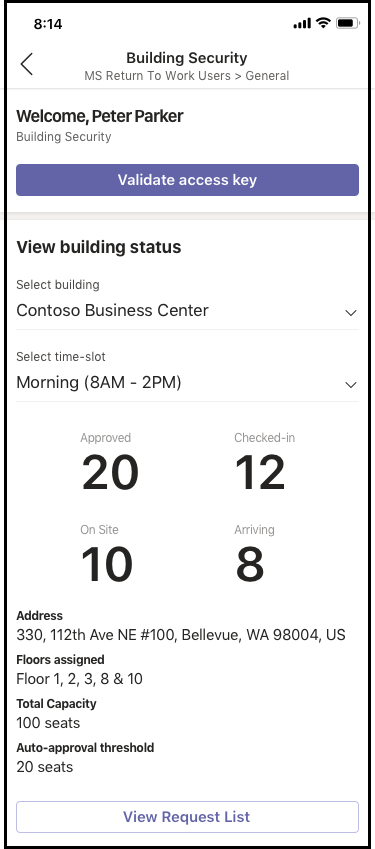 8:14
Building Security
MS Return To Work Users > General
Welcome, Peter Parker
Building Security
Validate access key
View building status
Select building
Contoso Business Center
Select time-slot
Morning (8AM - 2PM)
Approved Checked-in
20 12
On Site Arriving
10 8
Address
330, 112th Ave NE #100, Bellevue, WA 98004, US
Floors assigned
Floor 1, 2, 3, 8 & 10
Total Capacity
100 seats
Auto-approval threshold
20 seats
View Request List